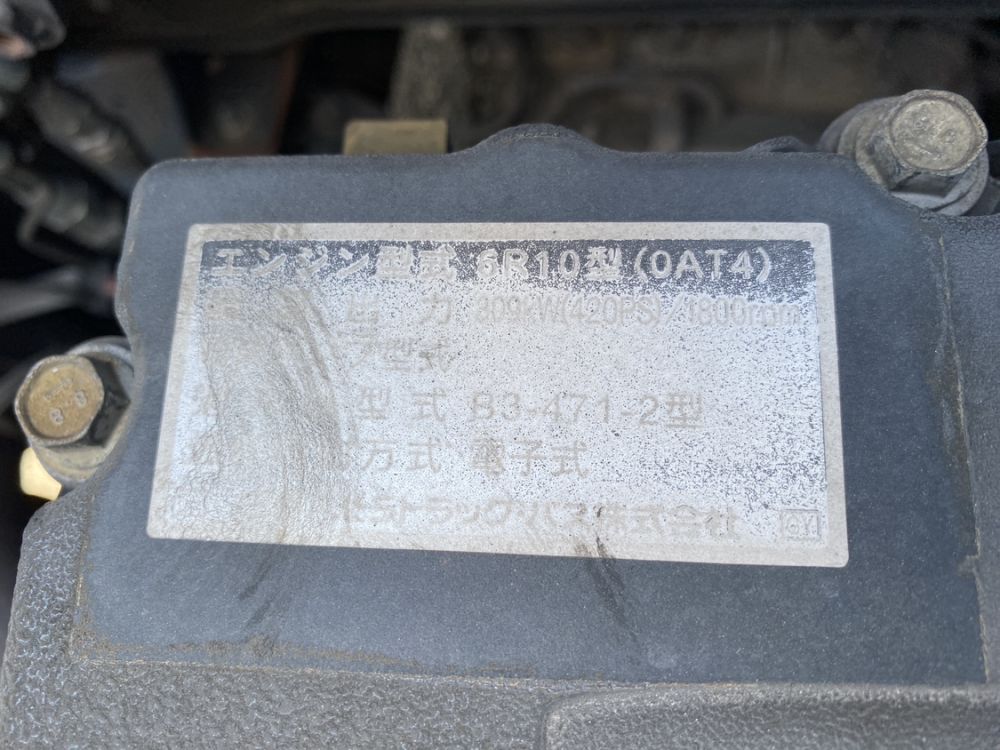 エンジン型式 6R10型(0AT4)
圧力 309kW(420PS)/1800rpm
プ型式
型式 B3-471-2型
方式 電子式
トラック・バス株式会社